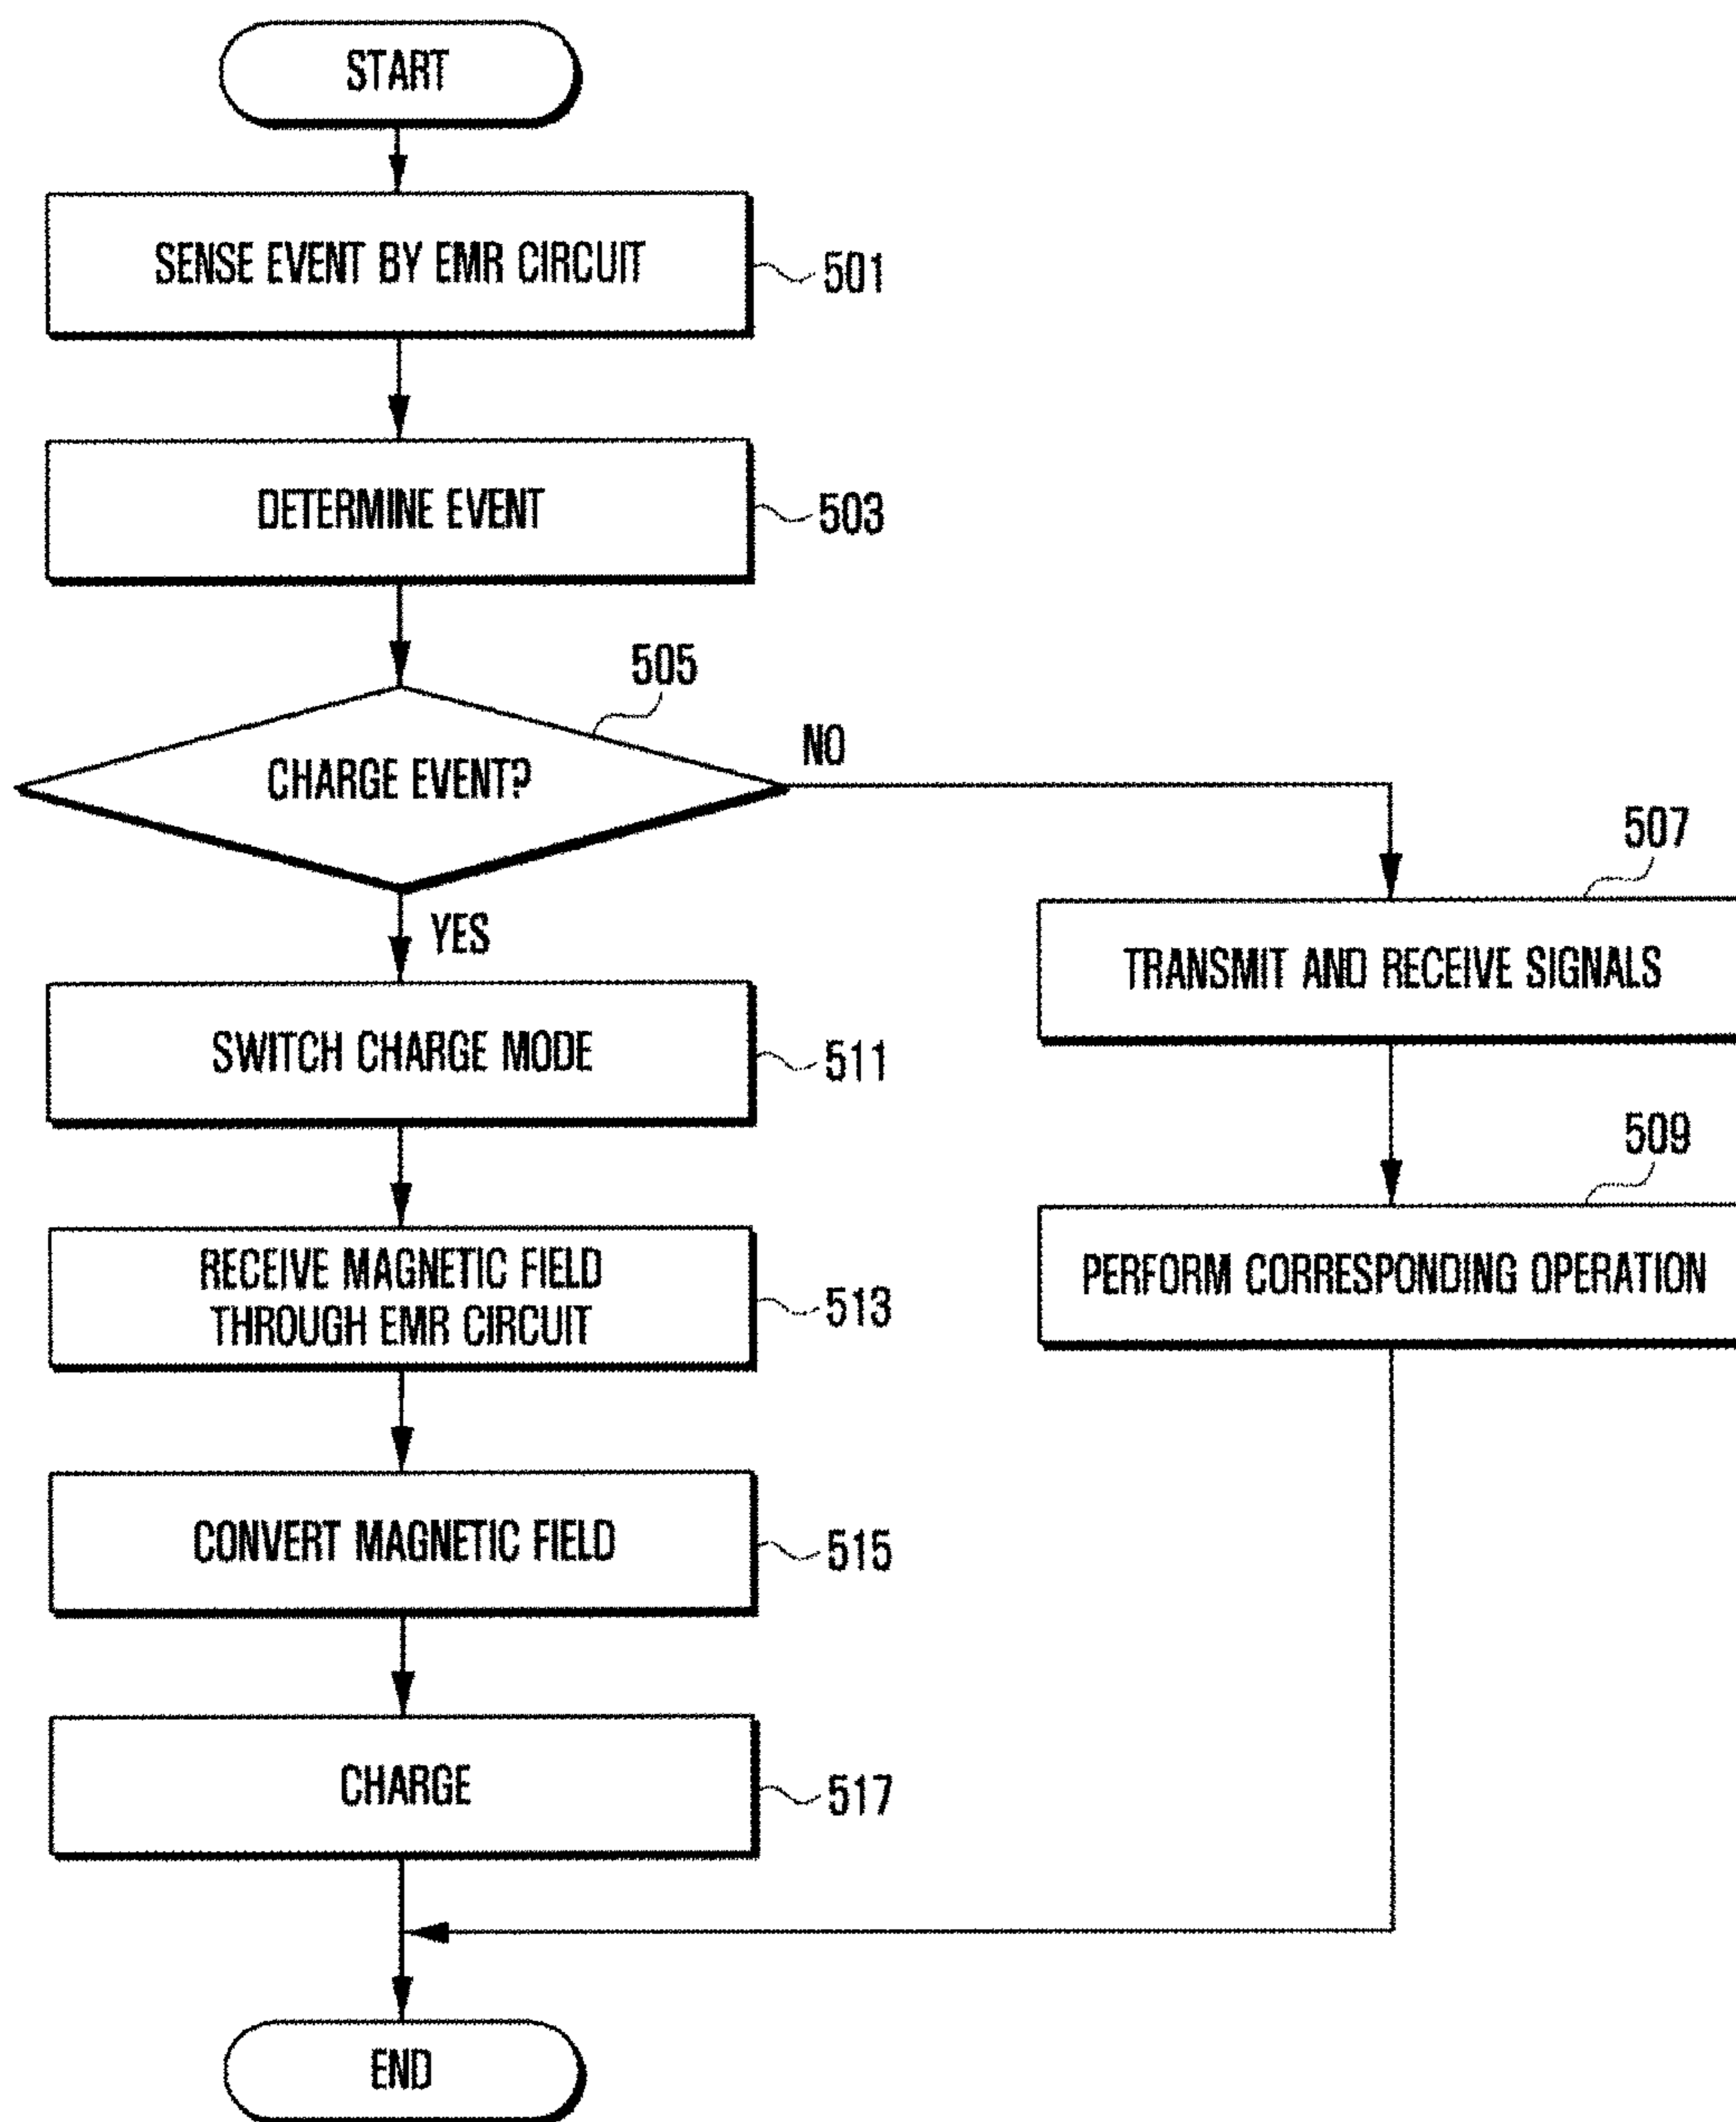 START
SENSE EVENT BY EMR CIRCUIT
501
DETERMINE EVENT
503
505
CHARGE EVENT?
NO
YES
507
TRANSMIT AND RECEIVE SIGNALS
SWITCH CHARGE MODE
511
509
PERFORM CORRESPONDING OPERATION
RECEIVE MAGNETIC FIELD
THROUGH EMR CIRCUIT
513
CONVERT MAGNETIC FIELD
515
CHARGE
517
END